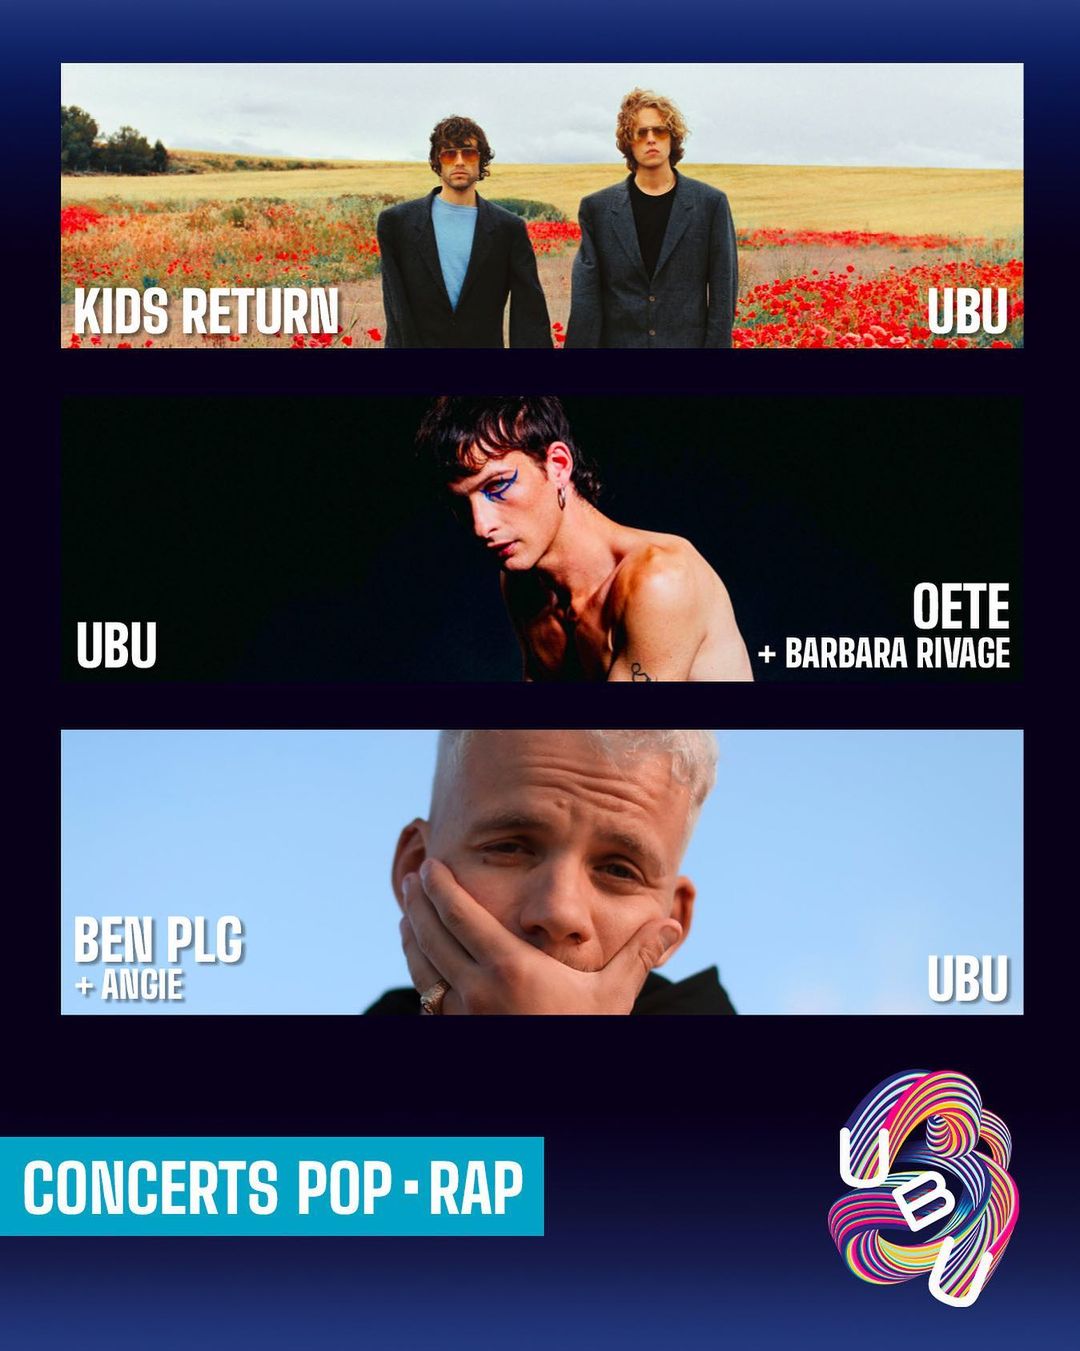 KIDS RETURN
UBU
UBU
OETE
+ BARBARA RIVAGE
BEN PLG
+ ANGIE
UBU
CONCERTS POP · RAP
UBU